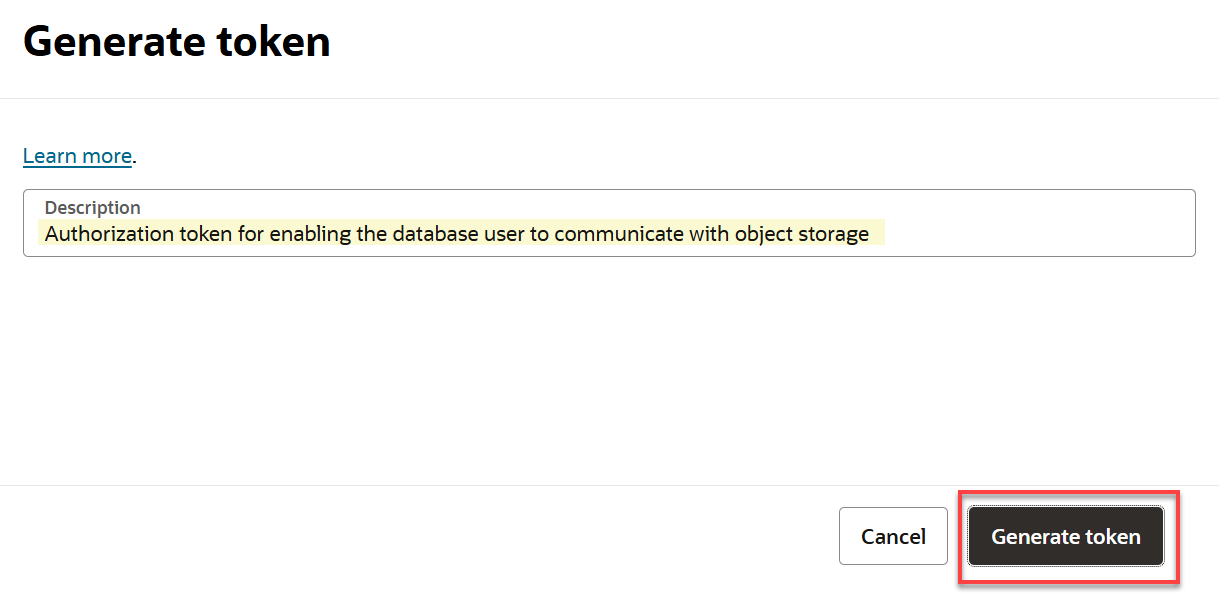 Generate token
Learn more.
Description
Authorization token for enabling the database user to communicate with object storage
Cancel
Generate token